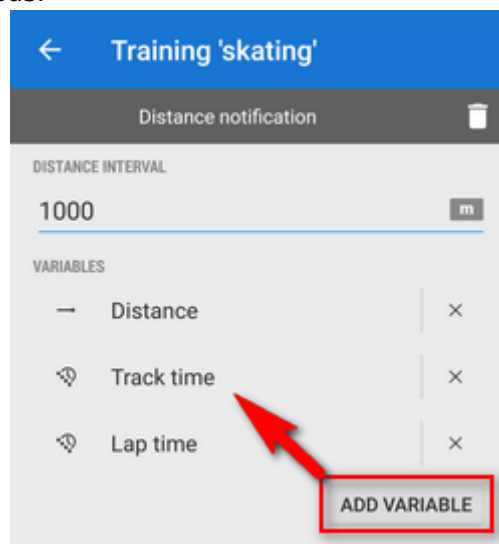 Training 'skating'
Distance notification
DISTANCE INTERVAL
1000 m
VARIABLES
Distance
Track time
Lap time
ADD VARIABLE